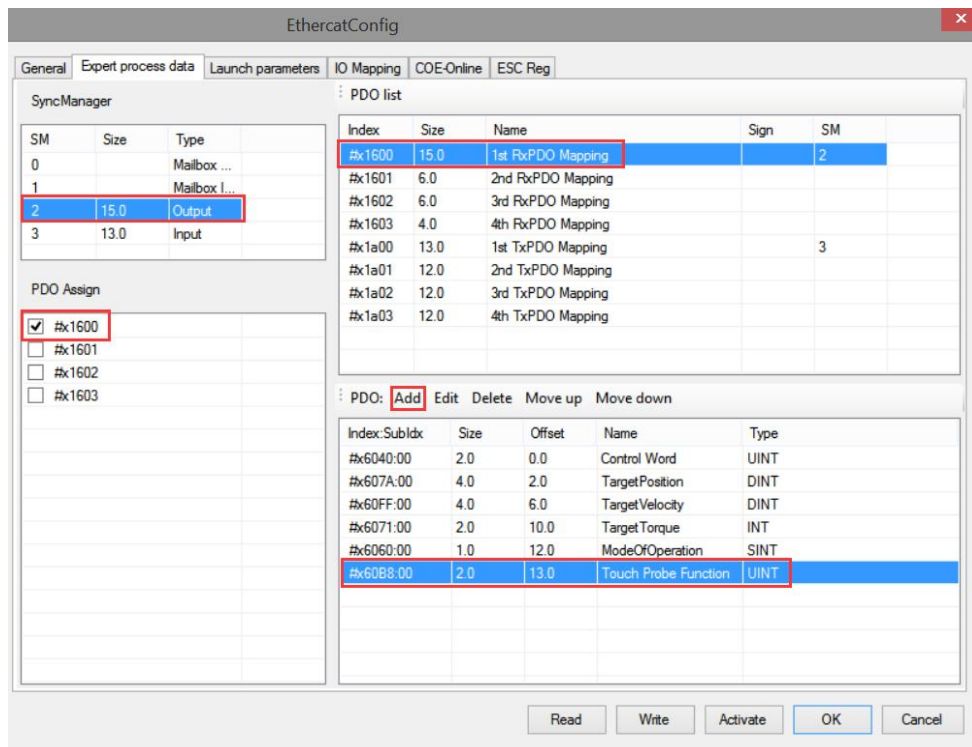 EthercatConfig
General Expert process data Launch parameters IO Mapping COE-Online ESC Reg
SyncManager
SM Size Type
0 Mailbox ...
1 Mailbox I...
2 15.0 Output
3 13.0 Input
PDO Assign
#x1600
#x1601
#x1602
#x1603
PDO list
Index Size Name Sign SM
#x1600 15.0 1st RxPDO Mapping 2
#x1601 6.0 2nd RxPDO Mapping
#x1602 6.0 3rd RxPDO Mapping
#x1603 4.0 4th RxPDO Mapping
#x1a00 13.0 1st TxPDO Mapping 3
#x1a01 12.0 2nd TxPDO Mapping
#x1a02 12.0 3rd TxPDO Mapping
#x1a03 12.0 4th TxPDO Mapping
PDO: Add Edit Delete Move up Move down
Index:SubIdx Size Offset Name Type
#x6040:00 2.0 0.0 Control Word UINT
#x607A:00 4.0 2.0 TargetPosition DINT
#x60FF:00 4.0 6.0 TargetVelocity DINT
#x6071:00 2.0 10.0 TargetTorque INT
#x6060:00 1.0 12.0 ModeOfOperation SINT
#x60B8:00 2.0 13.0 Touch Probe Function UINT
Read Write Activate OK Cancel